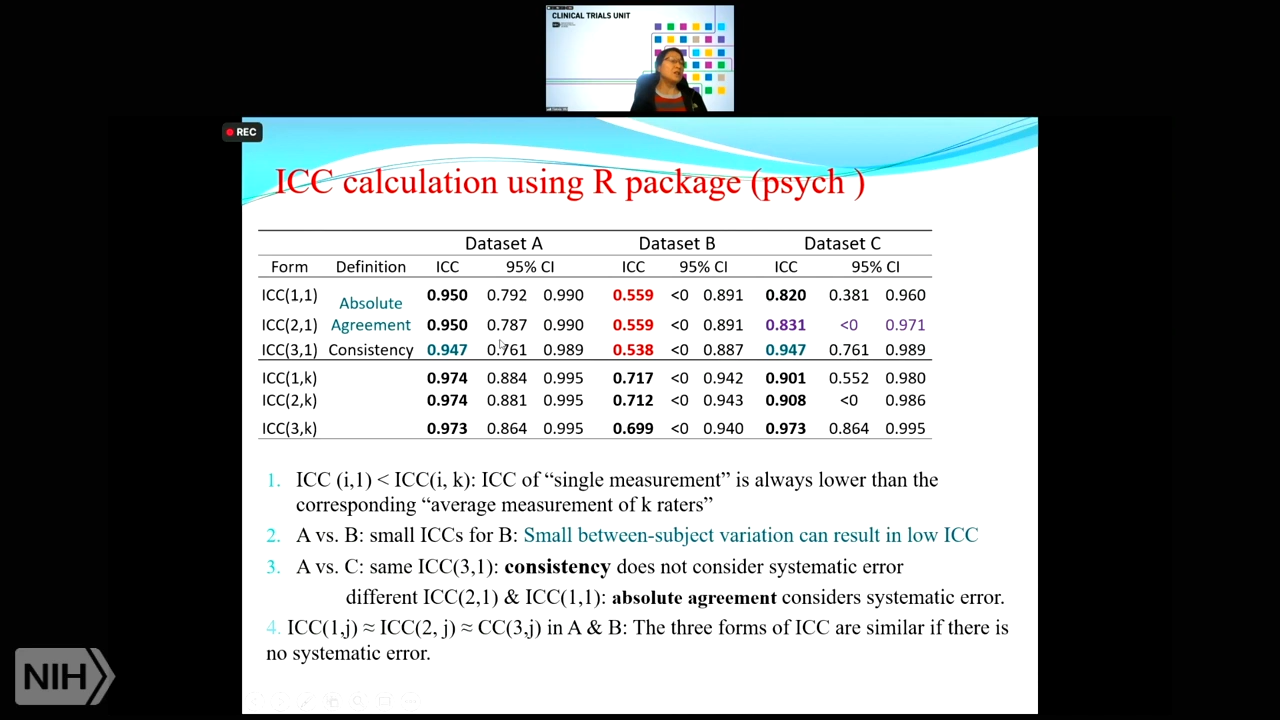 CLINICAL TRIALS UNIT
REC
ICC calculation using R package (psych )
Dataset A Dataset B Dataset C
Form Definition ICC 95% CI ICC 95% CI ICC 95% CI
ICC(1,1) Absolute 0.950 0.792 0.990 0.559 <0 0.891 0.820 0.381 0.960
ICC(2,1) Agreement 0.950 0.787 0.990 0.559 <0 0.891 0.831 <0 0.971
ICC(3,1) Consistency 0.947 0.761 0.989 0.538 <0 0.887 0.947 0.761 0.989
ICC(1,k) 0.974 0.884 0.995 0.717 <0 0.942 0.901 0.552 0.980
ICC(2,k) 0.974 0.881 0.995 0.712 <0 0.943 0.908 <0 0.986
ICC(3,k) 0.973 0.864 0.995 0.699 <0 0.940 0.973 0.864 0.995
1. ICC (i,1) < ICC(i, k): ICC of “single measurement” is always lower than the
corresponding “average measurement of k raters”
2. A vs. B: small ICCs for B: Small between-subject variation can result in low ICC
3. A vs. C: same ICC(3,1): consistency does not consider systematic error
different ICC(2,1) & ICC(1,1): absolute agreement considers systematic error.
4. ICC(1,j) ≈ ICC(2, j) ≈ CC(3,j) in A & B: The three forms of ICC are similar if there is
no systematic error.
NIH